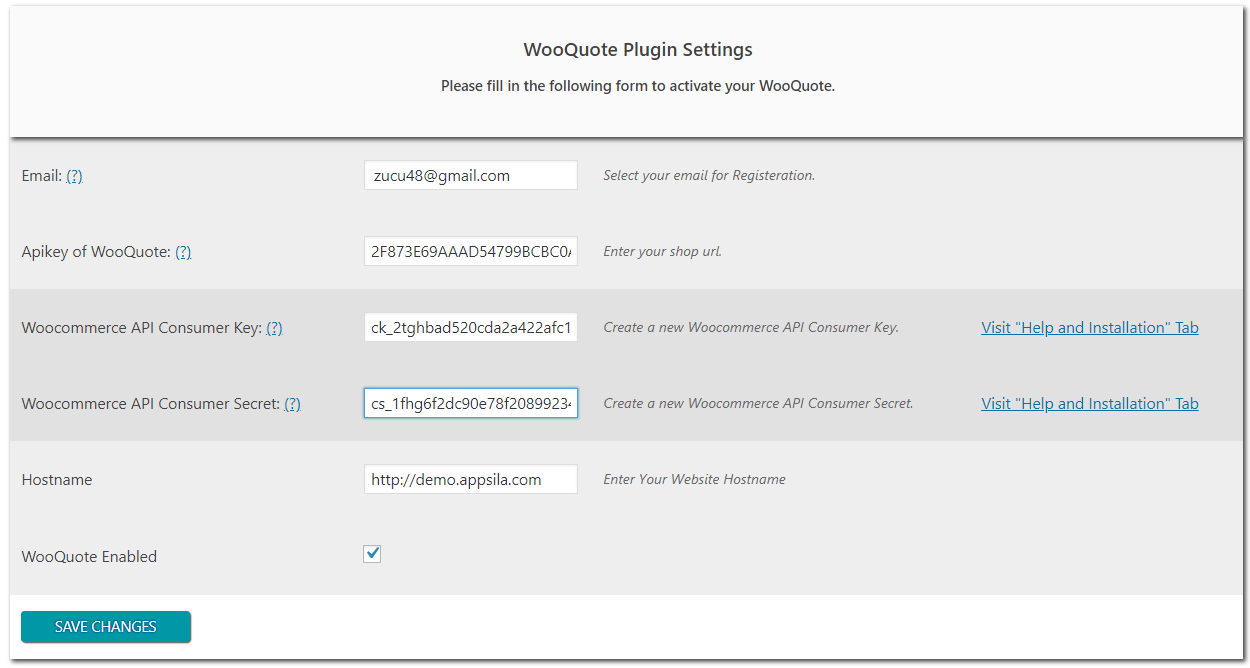 WooQuote Plugin Settings
Please fill in the following form to activate your WooQuote.
Email: (?) zucu48@gmail.com Select your email for Registeration.
Apikey of WooQuote: (?) 2F873E69AAAD54799BCBC0 Enter your shop url.
Woocommerce API Consumer Key: (?) ck_2tghbad520cda2a422afc1 Create a new Woocommerce API Consumer Key. Visit "Help and Installation" Tab
Woocommerce API Consumer Secret: (?) cs_1fhg6f2dc90e78f20899234 Create a new Woocommerce API Consumer Secret. Visit "Help and Installation" Tab
Hostname http://demo.appsila.com Enter Your Website Hostname
WooQuote Enabled
SAVE CHANGES